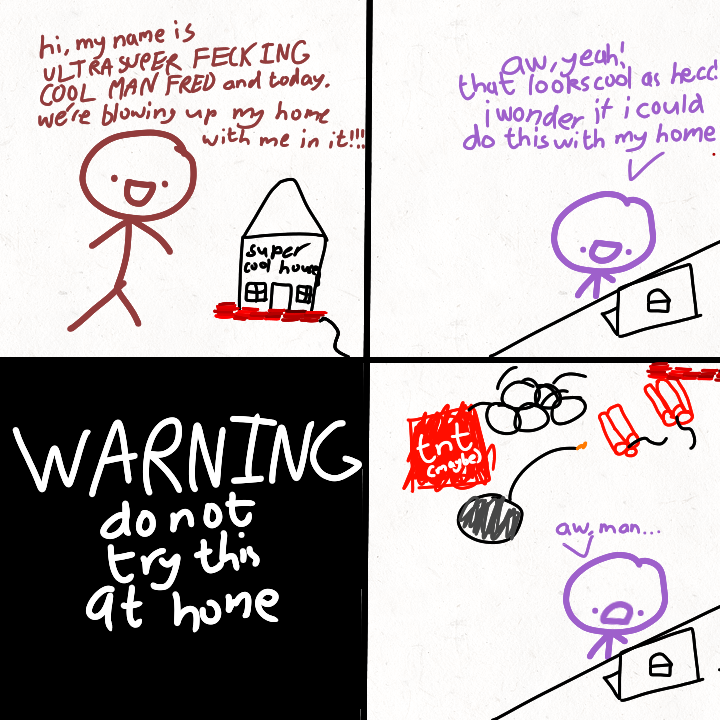 hi, my name is
ULTRA SUPER FECKING
COOL MAN FRED and today.
we're blowing up my home
with me in it!!!
super
cool house
aw, yeah!
that looks cool as hecc!
i wonder if i could
do this with my home
WARNING
do not
try this
at home
tnt
(maybe)
aw, man...